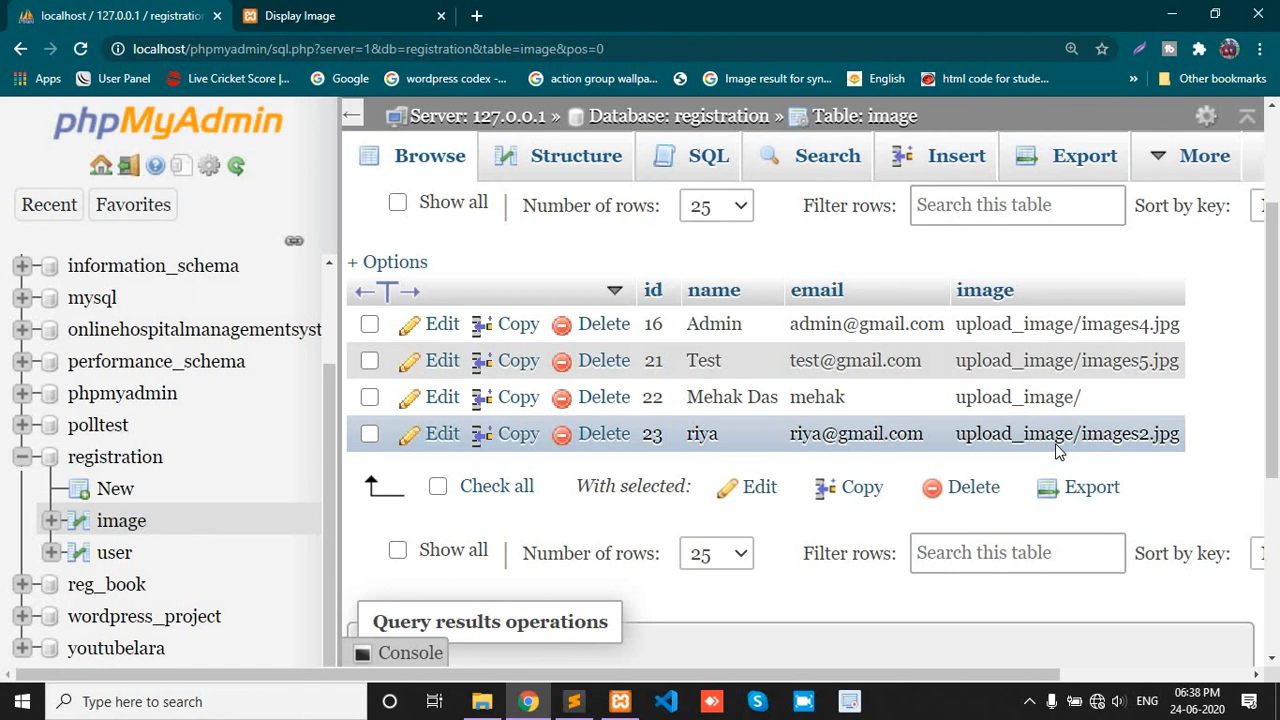 localhost / 127.0.0.1 / registratio
Display Image
localhost/phpmyadmin/sql.php?server=1&db=registration&table=image&pos=0
Apps
User Panel
Live Cricket Score |...
Google
wordpress codex -...
action group wallpa...
Image result for syn...
English
html code for stude...
»
Other bookmarks
phpMyAdmin
Recent
Favorites
information_schema
mysql
onlinehospitalmanagementsyst
performance_schema
phpmyadmin
polltest
registration
New
image
user
reg_book
wordpress_project
youtubelara
Server: 127.0.0.1 » Database: registration » Table: image
Browse
Structure
SQL
Search
Insert
Export
More
Show all
Number of rows: 25
Filter rows: Search this table
Sort by key:
+ Options
id name email image
Edit Copy Delete 16 Admin admin@gmail.com upload_image/images4.jpg
Edit Copy Delete 21 Test test@gmail.com upload_image/images5.jpg
Edit Copy Delete 22 Mehak Das mehak upload_image/
Edit Copy Delete 23 riya riya@gmail.com upload_image/images2.jpg
Check all With selected: Edit Copy Delete Export
Show all
Number of rows: 25
Filter rows: Search this table
Sort by key:
Query results operations
Console
Type here to search
ENG
06:38 PM
24-06-2020